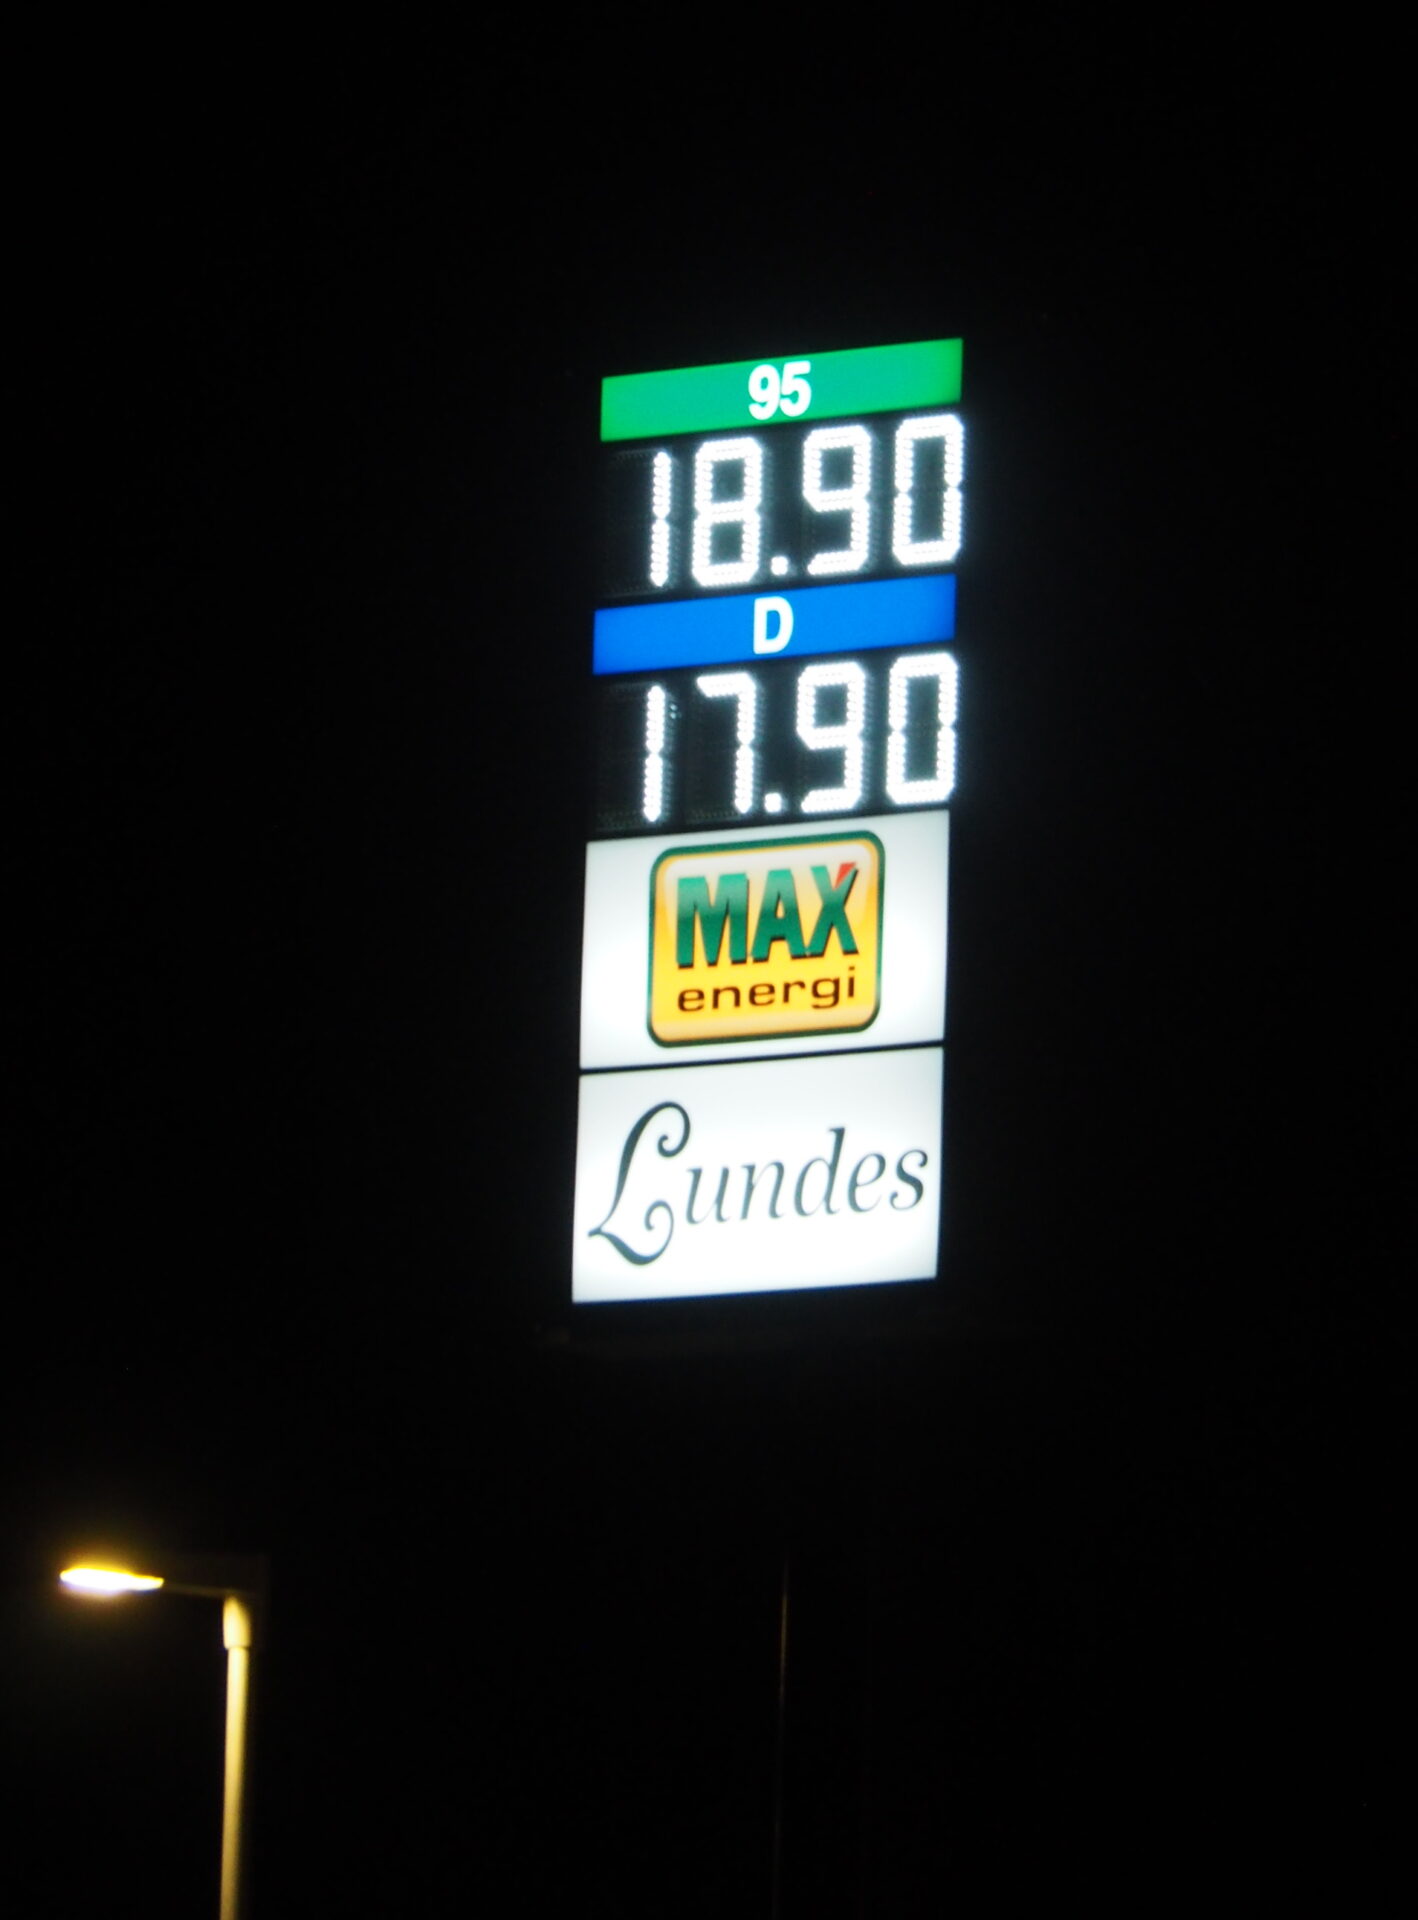 95
18.90
D
17.90
MAX
energi
Lundes